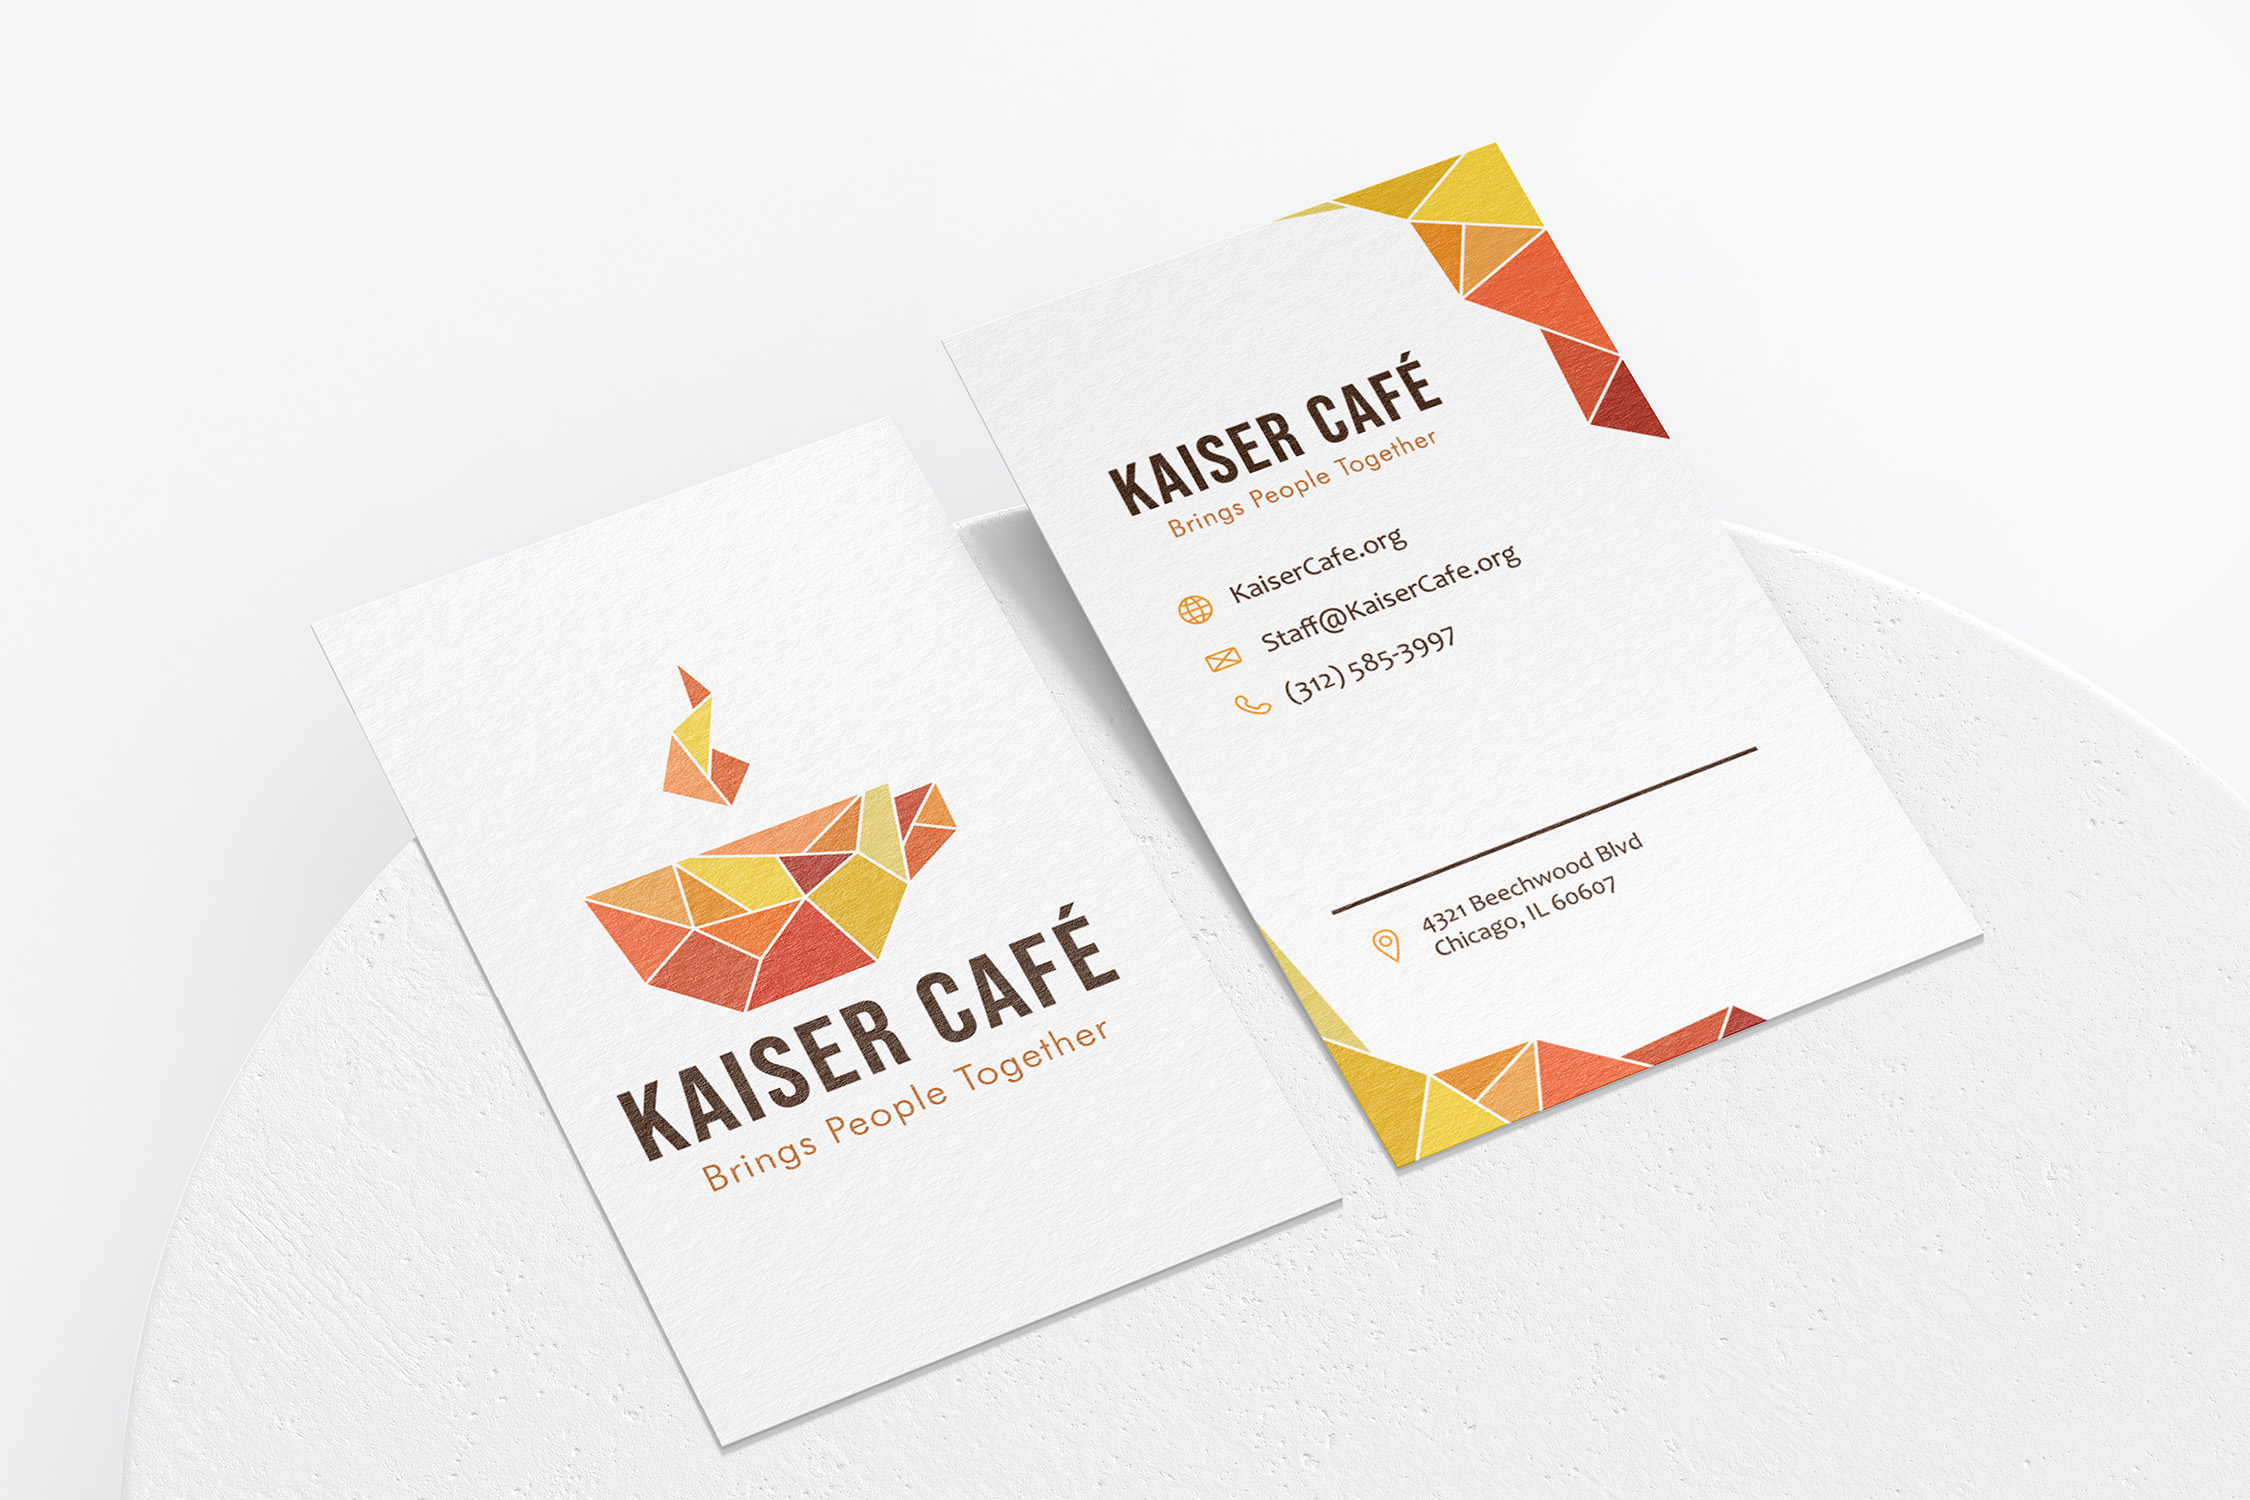 KAISER CAFÉ
Brings People Together
KAISER CAFÉ
Brings People Together
KaiserCafe.org
Staff@KaiserCafe.org
(312) 585-3997
4321 Beechwood Blvd
Chicago, IL 60607